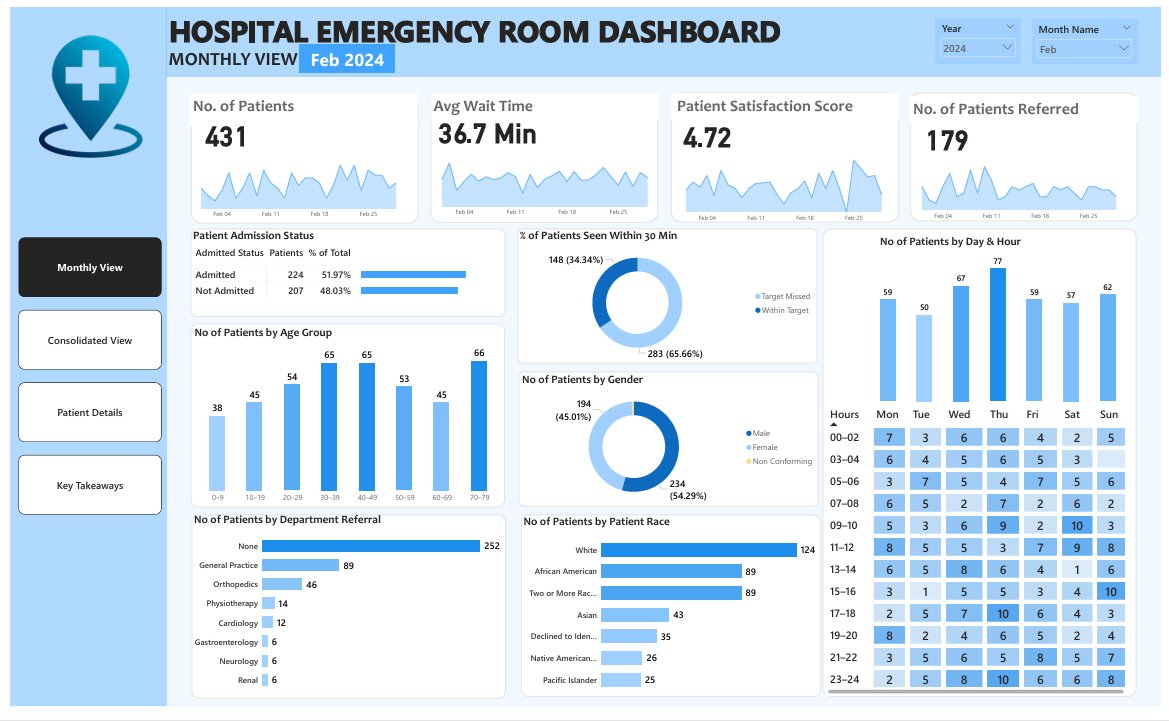 HOSPITAL EMERGENCY ROOM DASHBOARD
MONTHLY VIEW Feb 2024
Year
2024
Month Name
Feb
Monthly View
Consolidated View
Patient Details
Key Takeaways
No. of Patients
431
Feb 04 Feb 11 Feb 18 Feb 25
Avg Wait Time
36.7 Min
Feb 04 Feb 11 Feb 18 Feb 25
Patient Satisfaction Score
4.72
Feb 04 Feb 11 Feb 18 Feb 25
No. of Patients Referred
179
Feb 04 Feb 11 Feb 18 Feb 25
Patient Admission Status
Admitted Status Patients % of Total
Admitted 224 51.97%
Not Admitted 207 48.03%
No of Patients by Age Group
38 45 54 65 65 53 45 66
0-9 10-19 20-29 30-39 40-49 50-59 60-69 70-79
No of Patients by Department Referral
None 252
General Practice 89
Orthopedics 46
Physiotherapy 14
Cardiology 12
Gastroenterology 6
Neurology 6
Renal 6
% of Patients Seen Within 30 Min
148 (34.34%)
Target Missed
Within Target
283 (65.66%)
No of Patients by Gender
194
(45.01%)
Male
Female
Non Conforming
234
(54.29%)
No of Patients by Patient Race
White 124
African American 89
Two or More Rac... 89
Asian 43
Declined to Iden... 35
Native American... 26
Pacific Islander 25
No of Patients by Day & Hour
59 50 67 77 59 57 62
Hours Mon Tue Wed Thu Fri Sat Sun
00–02 7 3 6 6 4 2 5
03–04 6 4 5 6 5 3
05–06 3 7 5 4 7 5 6
07–08 6 5 2 7 2 6 2
09–10 5 3 6 9 2 10 3
11–12 8 5 5 3 7 9 8
13–14 6 5 8 6 4 1 6
15–16 3 1 5 5 3 4 10
17–18 2 5 7 10 6 4 3
19–20 8 2 4 6 5 2 4
21–22 3 5 6 5 8 5 7
23–24 2 5 8 10 6 6 8